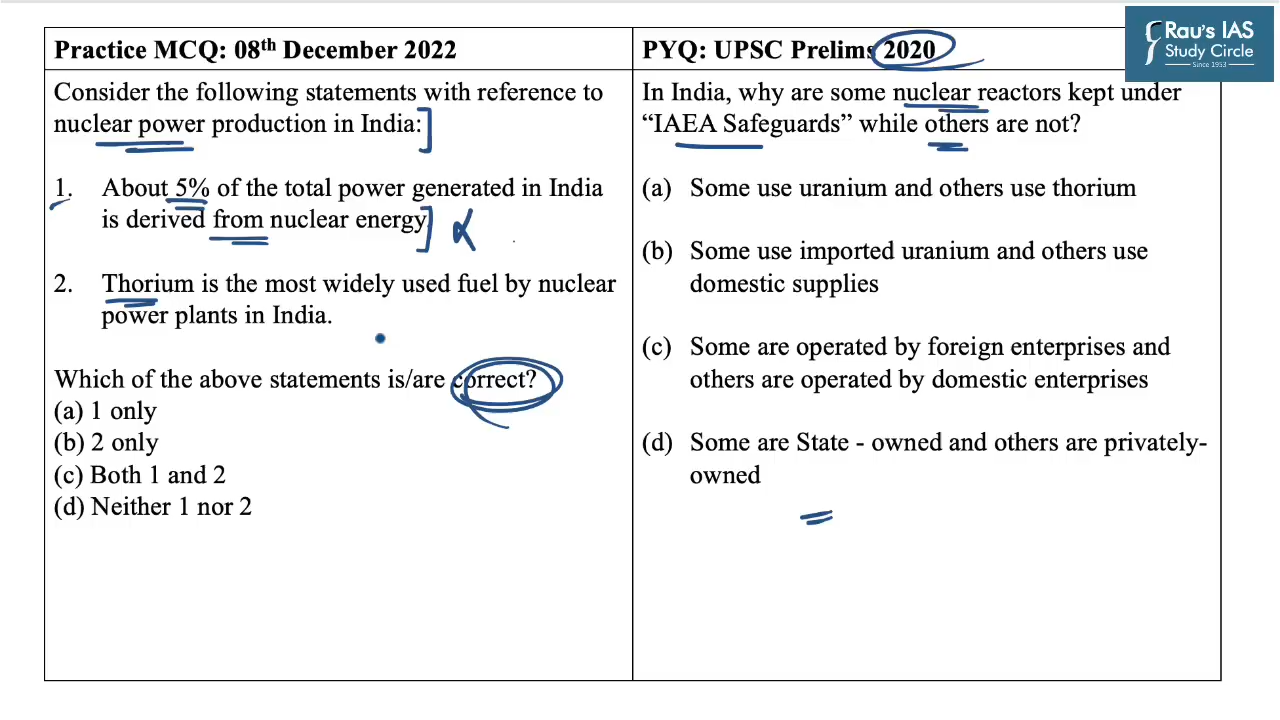 Practice MCQ: 08th December 2022
Consider the following statements with reference to
nuclear power production in India:
1. About 5% of the total power generated in India
is derived from nuclear energy
2. Thorium is the most widely used fuel by nuclear
power plants in India.
Which of the above statements is/are correct?
(a) 1 only
(b) 2 only
(c) Both 1 and 2
(d) Neither 1 nor 2
PYQ: UPSC Prelims 2020
In India, why are some nuclear reactors kept under
“IAEA Safeguards” while others are not?
(a) Some use uranium and others use thorium
(b) Some use imported uranium and others use
domestic supplies
(c) Some are operated by foreign enterprises and
others are operated by domestic enterprises
(d) Some are State - owned and others are privately-
owned
Rau's IAS
Study Circle
Since 1953